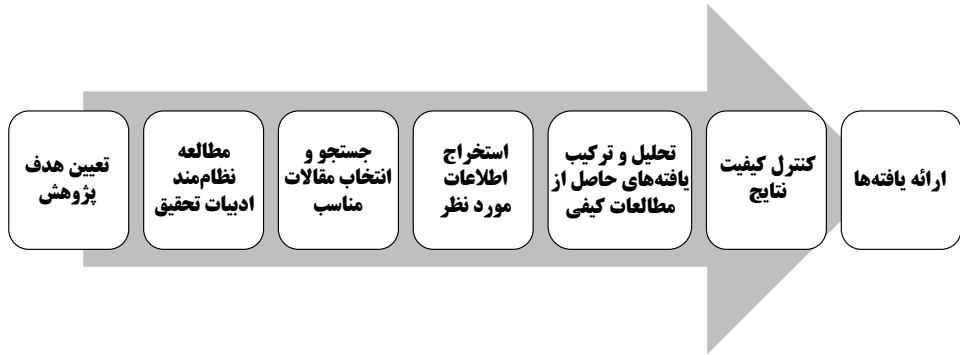 تعیین هدف
پژوهش
مطالعه
نظام‌مند
ادبیات تحقیق
جستجو و
انتخاب مقالات
مناسب
استخراج
اطلاعات
مورد نظر
تحلیل و ترکیب
یافته‌های حاصل از
مطالعات کیفی
کنترل کیفیت
نتایج
ارائه یافته‌ها